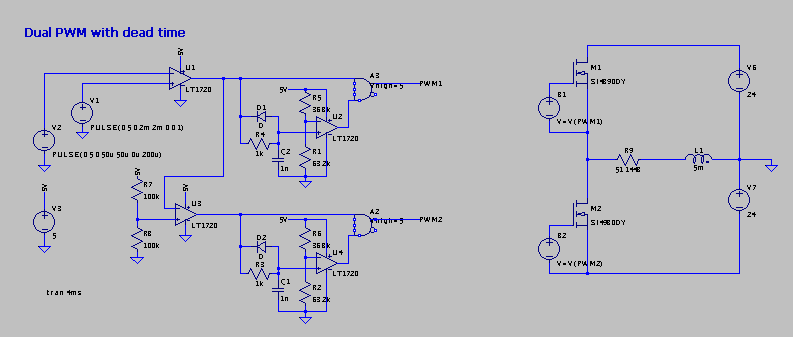 Dual PWM with dead time
5V
U1
LT1720
V1
PULSE(0 5 0 2m 2m 0 0 1)
V2
PULSE(0 5 0 50u 50u 0u 200u)
5V
V3
5
.tran 4ms
5V
R7
100k
R8
100k
5V
U3
LT1720
D1
D
R4
1k
C2
1n
5V
R5
368k
R1
63.2k
U2
LT1720
A3
Vhigh=5
PWM1
D2
D
R3
1k
C1
1n
5V
R6
368k
R2
63.2k
U4
LT1720
A2
Vhigh=5
PWM2
M1
Si4890DY
B1
V=V(PWM1)
V6
24
R9
L1
5m
V7
24
M2
B2
V=V(PWM2)